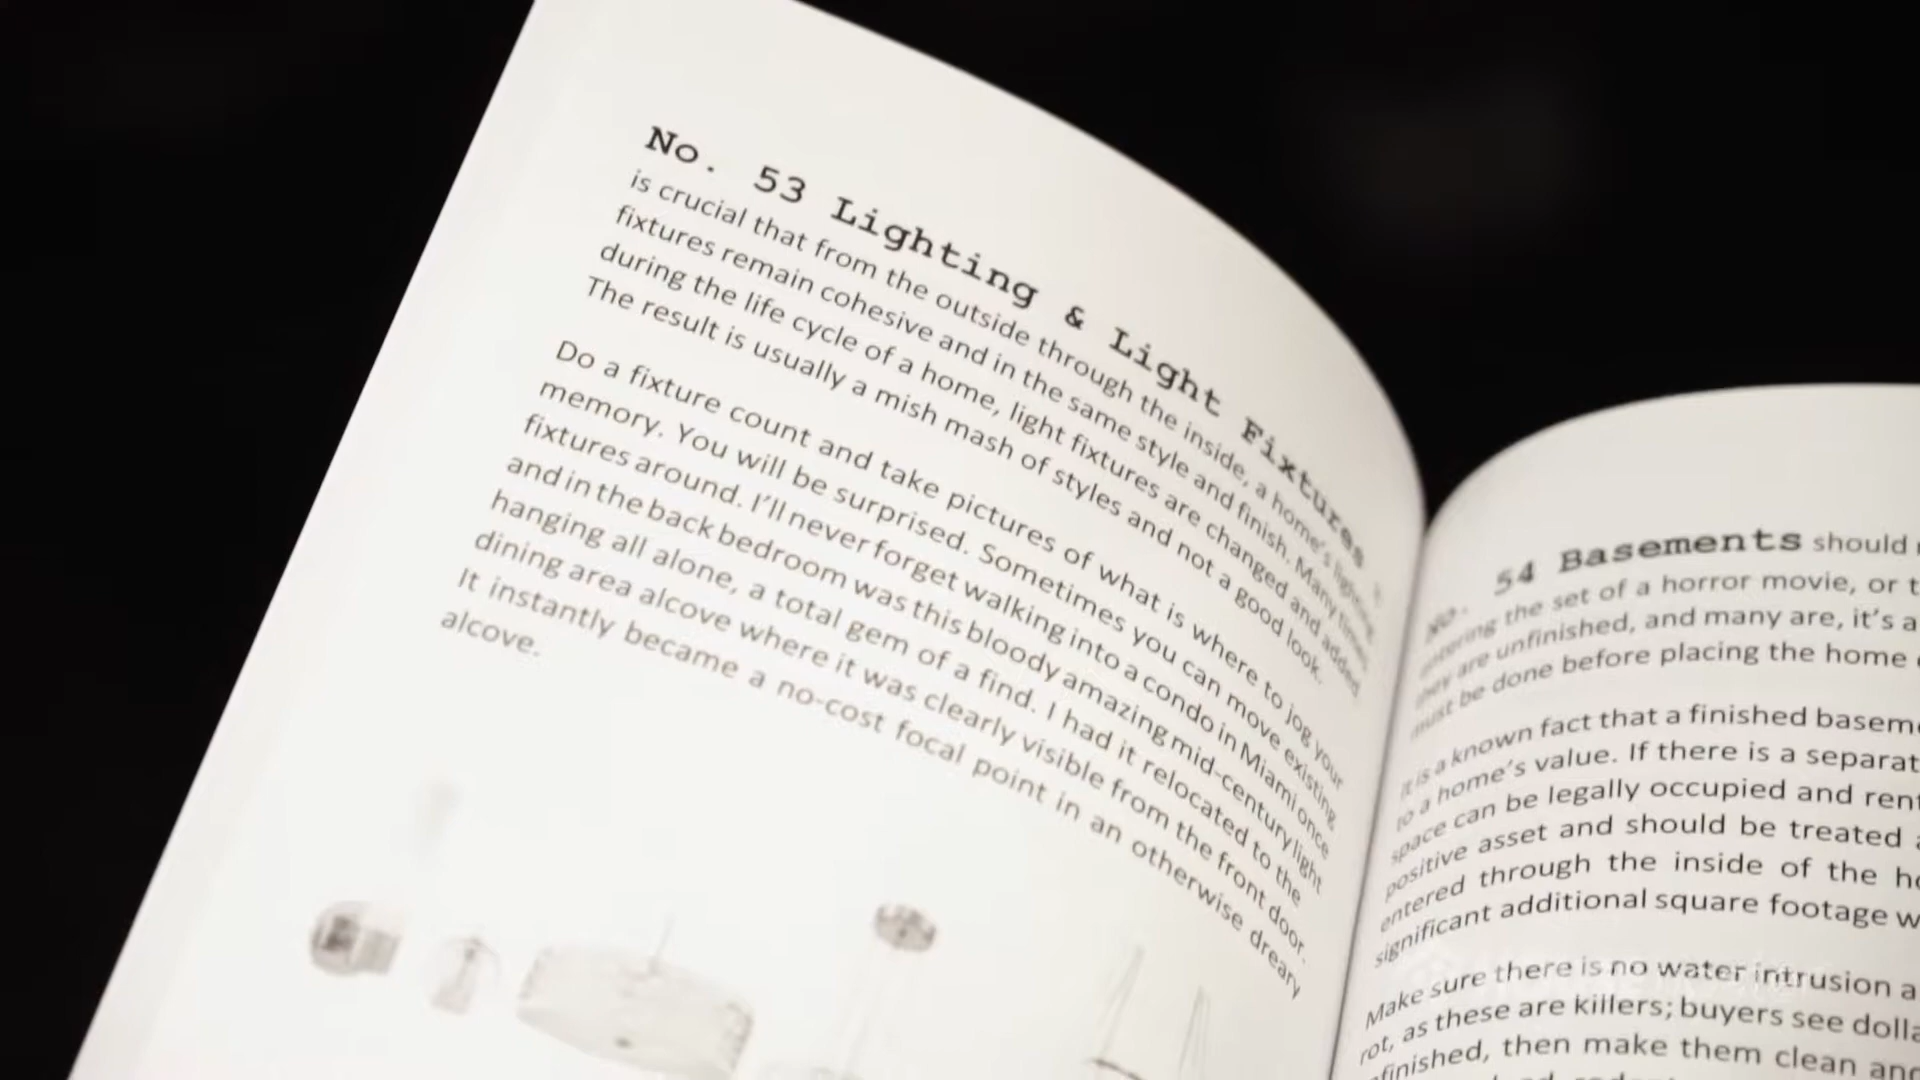 No. 53 Lighting & Light Fixtures
is crucial that from the outside through the inside, a home's lighting
fixtures remain cohesive and in the same style and finish. Many times
during the life cycle of a home, light fixtures are changed and added
The result is usually a mish mash of styles and not a good look.
Do a fixture count and take pictures of what is where to jog your
memory. You will be surprised. Sometimes you can move existing
fixtures around. I'll never forget walking into a condo in Miami once
and in the back bedroom was this bloody amazing mid-century light
hanging all alone, a total gem of a find. I had it relocated to the
dining area alcove where it was clearly visible from the front door.
It instantly became a no-cost focal point in an otherwise dreary
alcove.
No. 54 Basements should
entering the set of a horror movie, or
they are unfinished, and many are, it's a
must be done before placing the home
It is a known fact that a finished
to a home's value. If there is a
space can be legally occupied and
positive asset and should be treated
entered through the inside of the
significant additional square footage
Make sure there is no water intrusion
rot, as these are killers; buyers see
then make them clean